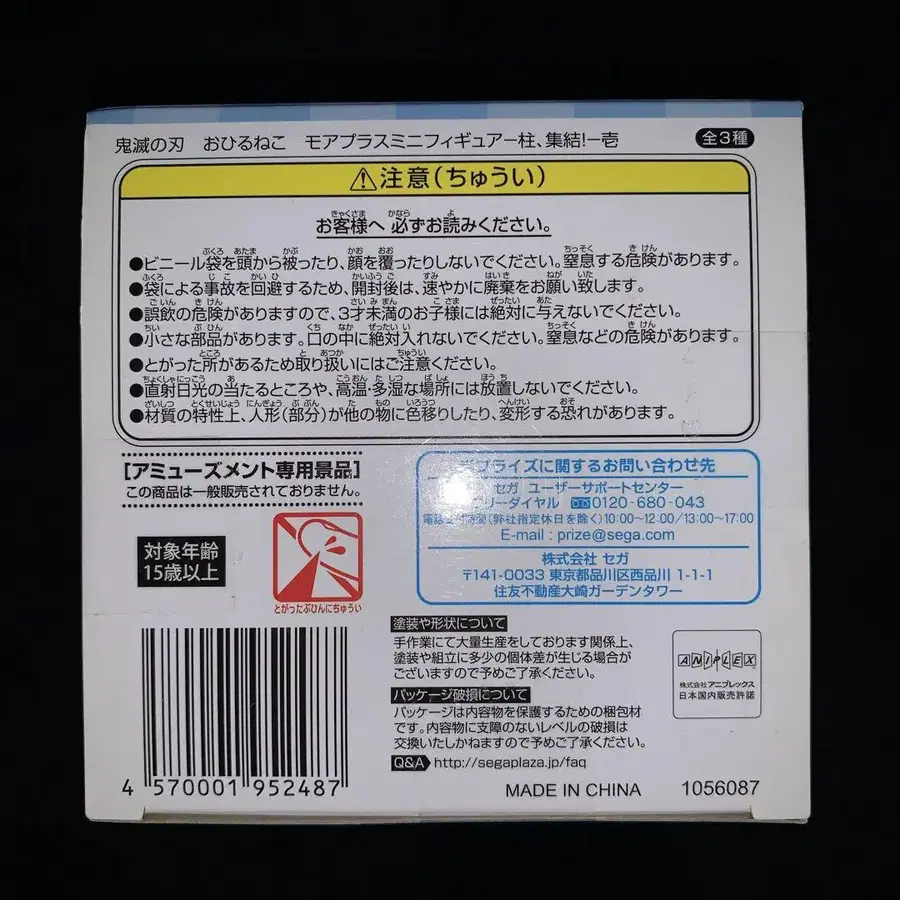 鬼滅の刃 おひるねこ モアプラスミニフィギュアー柱、集結!ー壱 全3種
⚠注意(ちゅうい)
お客様へ 必ずお読みください。
●ビニール袋を頭から被ったり、顔を覆ったりしないでください。窒息する危険があります。
●袋による事故を回避するため、開封後は、速やかに廃棄をお願い致します。
●誤飲の危険がありますので、3才未満のお子様には絶対に与えないでください。
●小さな部品があります。口の中に絶対入れないでください。窒息などの危険があります。
●とがった所があるため取り扱いにはご注意ください。
●直射日光の当たるところや、高温・多湿な場所には放置しないでください。
●材質の特性上、人形(部分)が他の物に色移りしたり、変形する恐れがあります。
[アミューズメント専用景品]
この商品は一般販売されておりません。
対象年齢
15歳以上
とがったぶひんにちゅうい
プライズに関するお問い合わせ先
セガ ユーザーサポートセンター
リーダイヤル 0120-680-043
(弊社指定休日を除く)10:00~12:00/13:00~17:00
E-mail : prize@sega.com
株式会社 セガ
〒141-0033 東京都品川区西品川 1-1-1
住友不動産大崎ガーデンタワー
塗装や形状について
手作業にて大量生産をしております関係上、
塗装や組立に多少の個体差が生じる場合が
ございますので予めご了承ください。
パッケージ破損について
パッケージは内容物を保護するための梱包材
です。内容物に支障のないレベルの破損は
交換いたしかねますので予めご了承ください。
Q&A http://segaplaza.jp/faq
ANIPLEX
株式会社 アニプレックス
日本国内販売許諾
4 570001 952487
MADE IN CHINA 1056087